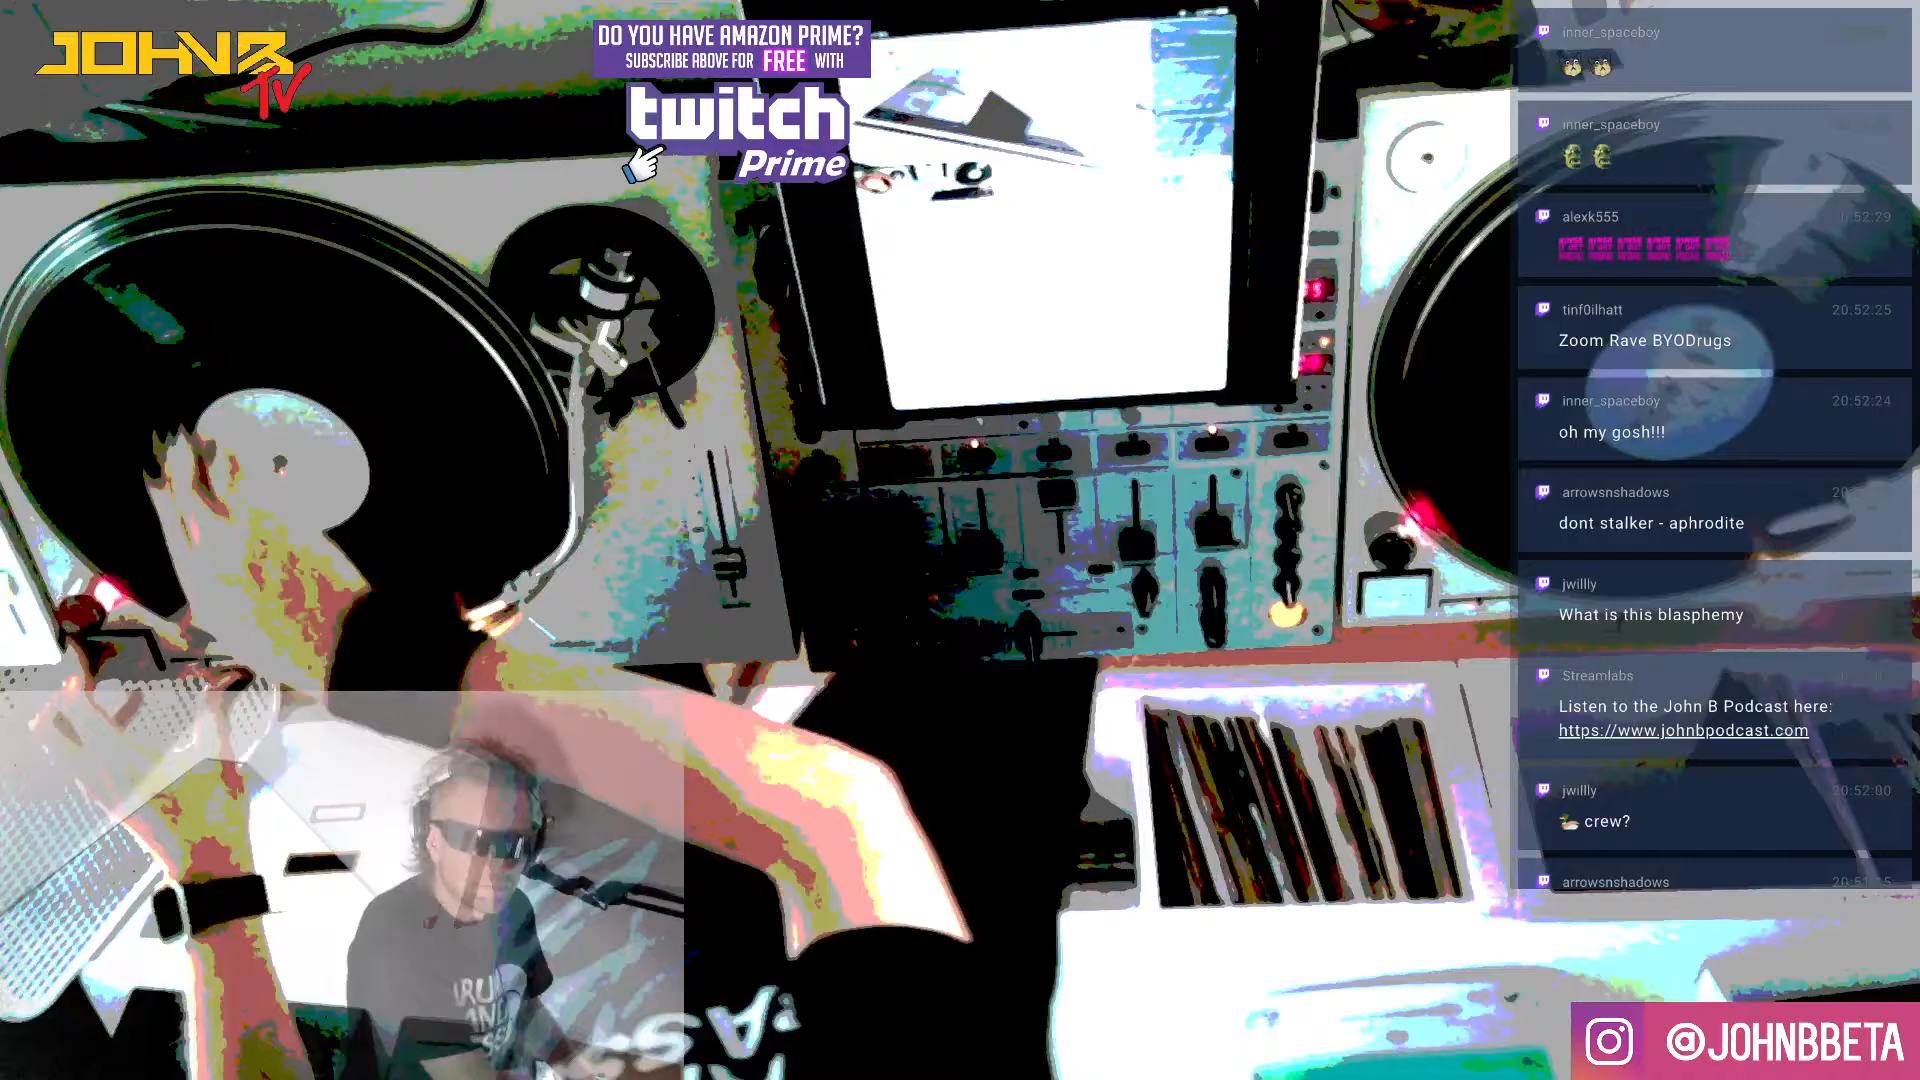 JOHN B
TV
DO YOU HAVE AMAZON PRIME?
SUBSCRIBE ABOVE FOR FREE WITH
twitch
Prime
inner_spaceboy
inner_spaceboy
alexk555
tinf0ilhatt 20:52:25
Zoom Rave BYODrugs
inner_spaceboy 20:52:24
oh my gosh!!!
arrowsnshadows
dont stalker - aphrodite
jwillly
What is this blasphemy
Streamlabs
Listen to the John B Podcast here:
https://www.johnbpodcast.com
jwillly 20:52:00
crew?
arrowsnshadows
@JOHNBBETA